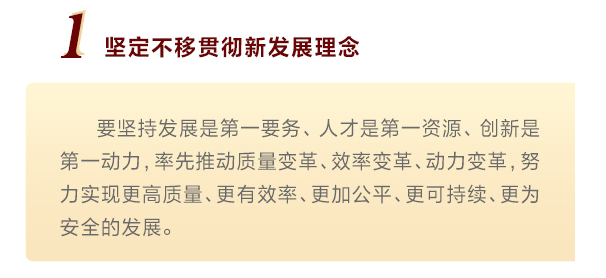 1 坚定不移贯彻新发展理念
要坚持发展是第一要务、人才是第一资源、创新是
第一动力，率先推动质量变革、效率变革、动力变革，努
力实现更高质量、更有效率、更加公平、更可持续、更为
安全的发展。